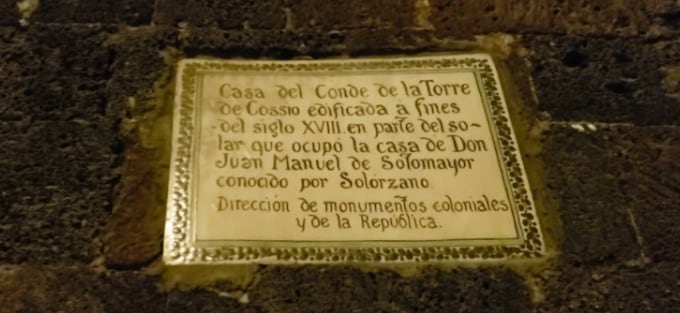 Casa del Conde de la Torre
de Cossio edificada a fines
del siglo XVIII. en parte del so-
lar que ocupó la casa de Don
Juan Manuel de Sotomayor
conocido por Solórzano.
Dirección de monumentos coloniales
y de la República.